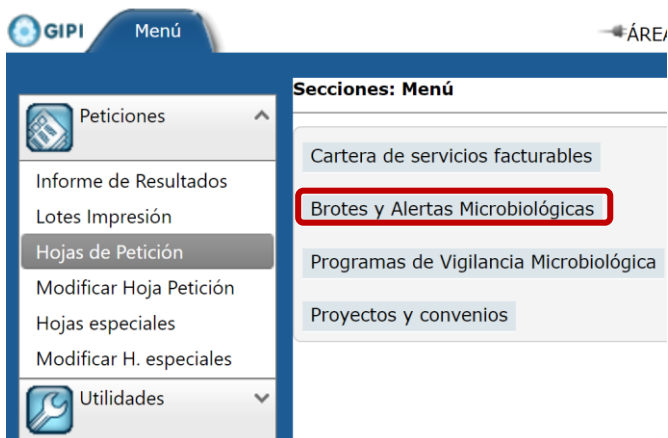 GIPI
Menú
ÁREA
Peticiones
Informe de Resultados
Lotes Impresión
Hojas de Petición
Modificar Hoja Petición
Hojas especiales
Modificar H. especiales
Utilidades
Secciones: Menú
Cartera de servicios facturables
Brotes y Alertas Microbiológicas
Programas de Vigilancia Microbiológica
Proyectos y convenios